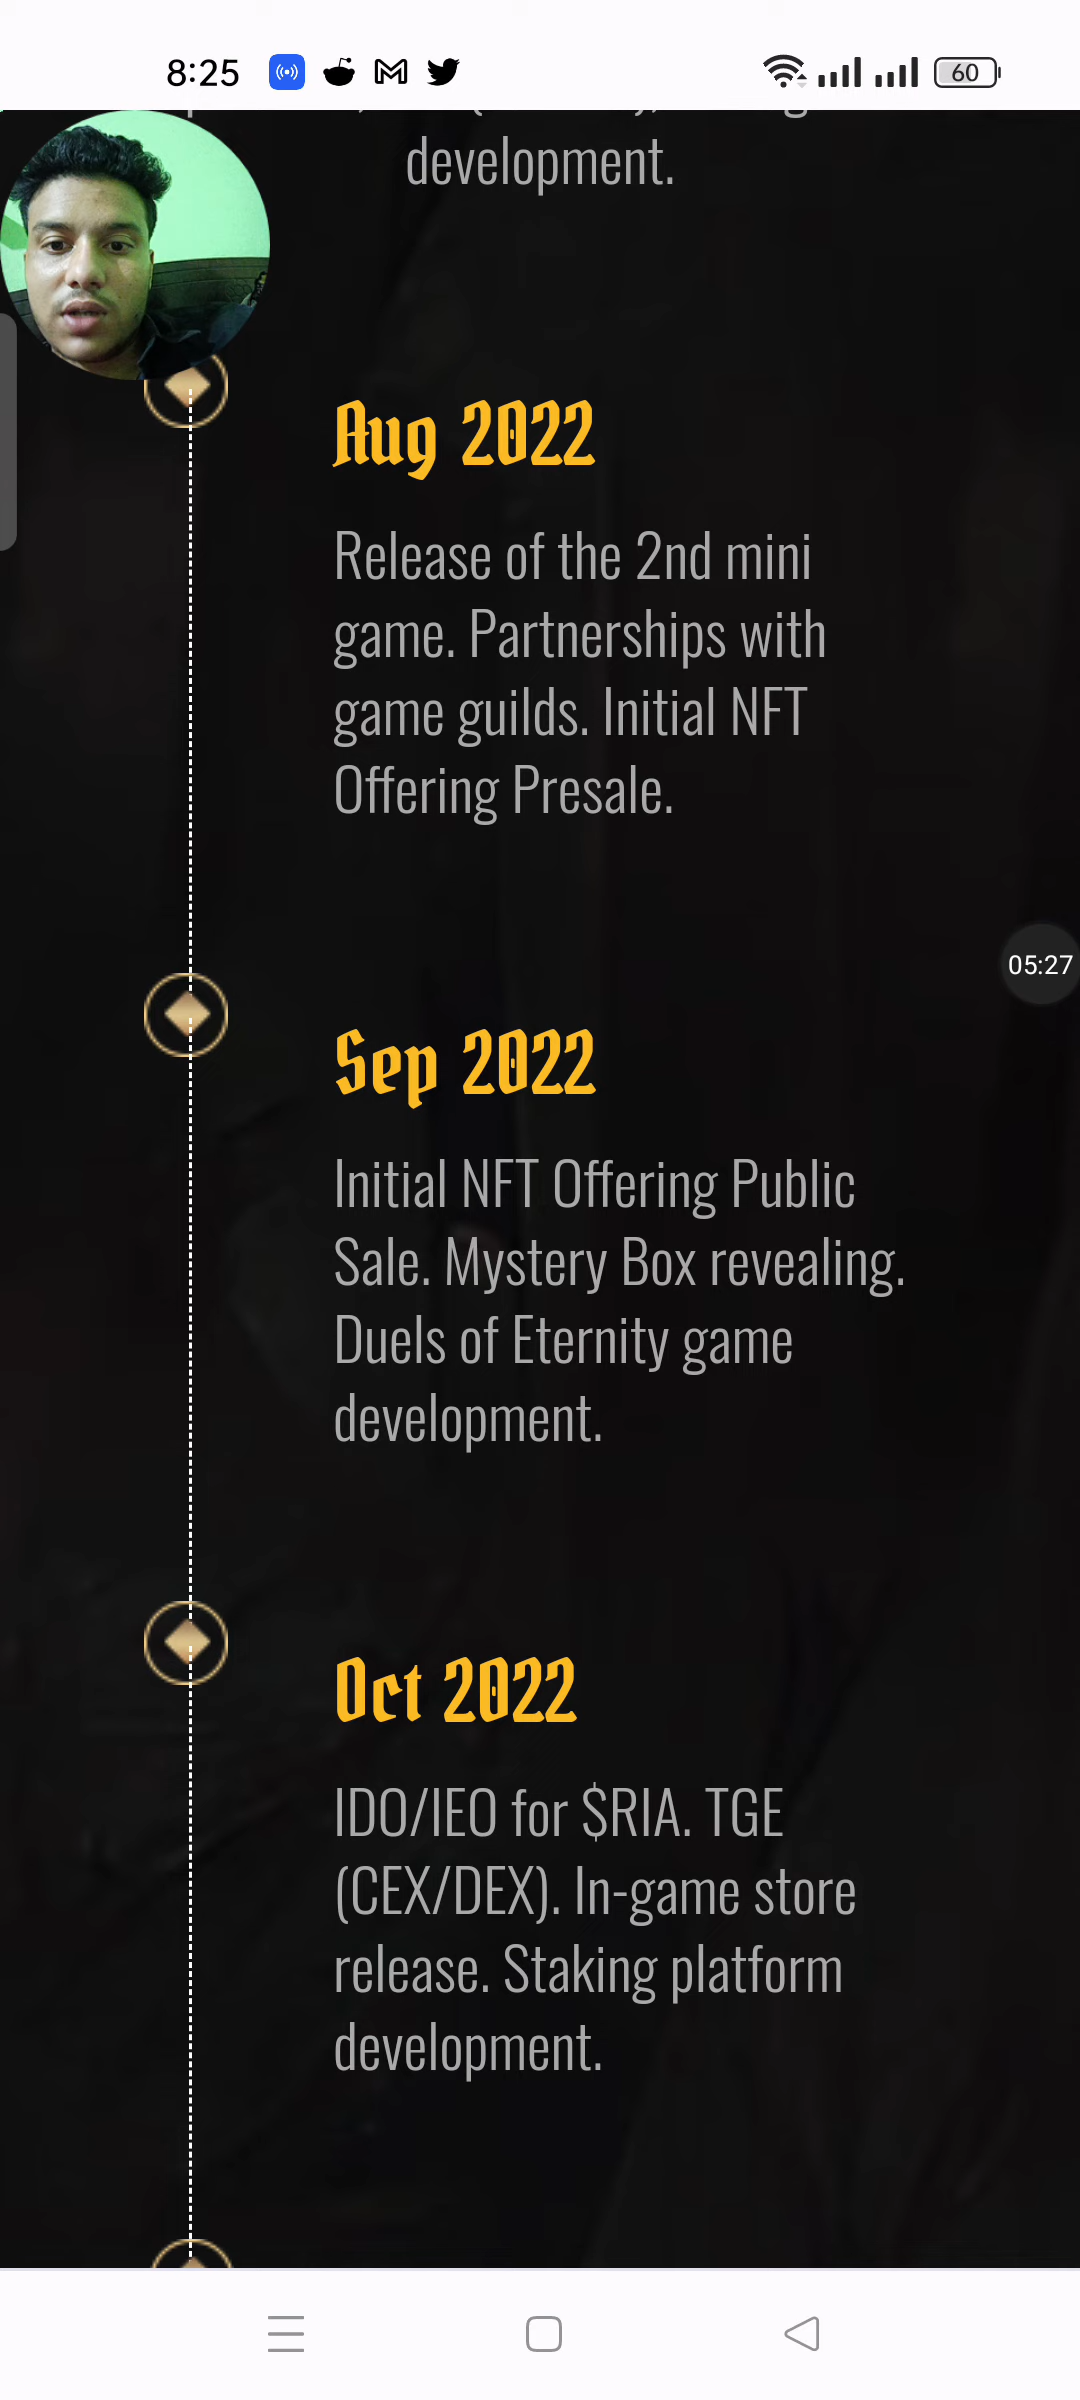 8:25
60
development.
Aug 2022
Release of the 2nd mini
game. Partnerships with
game guilds. Initial NFT
Offering Presale.
05:27
Sep 2022
Initial NFT Offering Public
Sale. Mystery Box revealing.
Duels of Eternity game
development.
Oct 2022
IDO/IEO for $RIA. TGE
(CEX/DEX). In-game store
release. Staking platform
development.